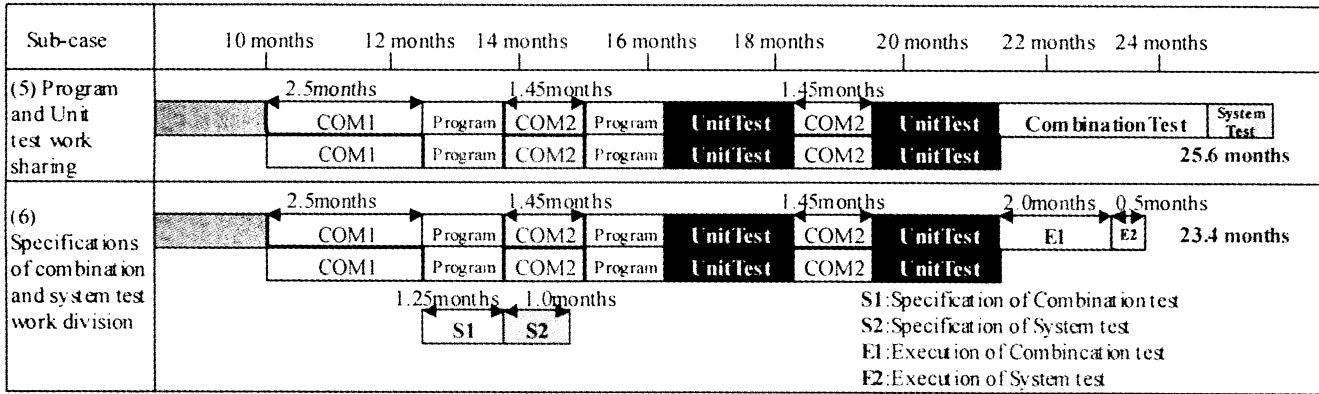 Sub-case
10 months 12 months 14 months 16 months 18 months 20 months 22 months 24 months
(5) Program and Unit test work sharing
2.5months 1.45months 1.45months
COM1 Program COM2 Program UnitTest COM2 UnitTest CombinationTest System Test
COM1 Program COM2 Program UnitTest COM2 UnitTest
25.6 months
(6) Specifications of combination and system test work division
2.5months 1.45months 1.45months 2.0months 0.5months
COM1 Program COM2 Program UnitTest COM2 UnitTest E1 E2
23.4 months
COM1 Program COM2 Program UnitTest COM2 UnitTest
1.25months 1.0months
S1 S2
S1:Specification of Combination test
S2:Specification of System test
E1:Execution of Combincation test
E2:Execution of System test